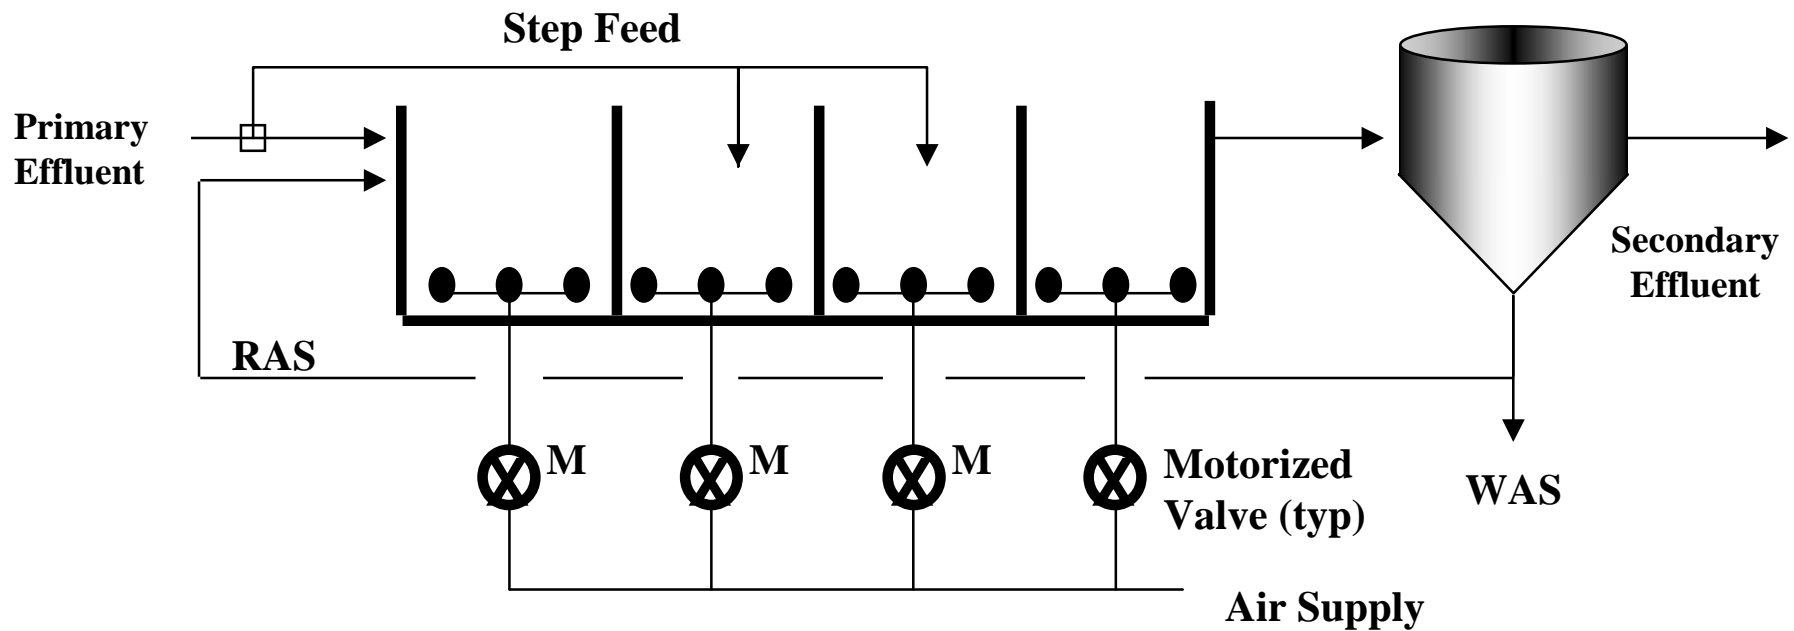 Step Feed
Primary
Effluent
Secondary
Effluent
RAS
M
M
M
Motorized
Valve (typ)
WAS
Air Supply